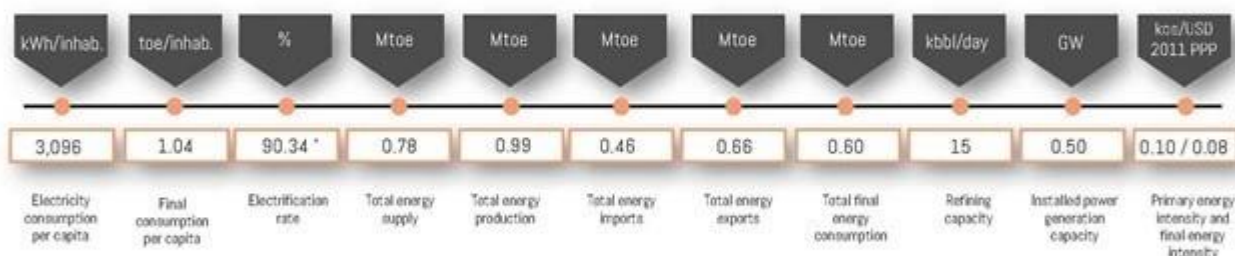 kWh/inhab.
toe/inhab.
%
Mtoe
Mtoe
Mtoe
Mtoe
Mtoe
kbbl/day
GW
koe/USD
2011 PPP
3,096
1.04
90.34 *
0.78
0.99
0.46
0.66
0.60
15
0.50
0.10 / 0.08
Electricity
consumption
per capita
Final
consumption
per capita
Electrification
rate
Total energy
supply
Total energy
production
Total energy
imports
Total energy
exports
Total final
energy
consumption
Refining
capacity
Installed power
generation
capacity
Primary energy
intensity and
final energy
intensity